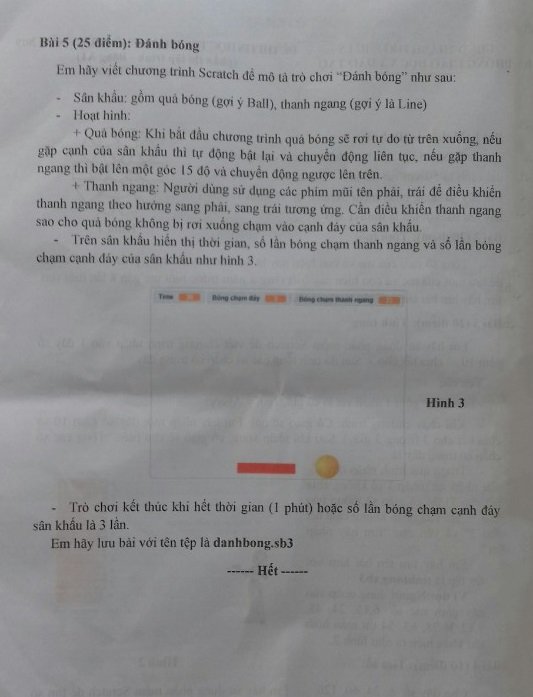 Bài 5 (25 điểm): Đánh bóng
Em hãy viết chương trình Scratch để mô tả trò chơi "Đánh bóng" như sau:
- Sân khấu: gồm quả bóng (gợi ý Ball), thanh ngang (gợi ý là Line)
- Hoạt hình:
+ Quả bóng: Khi bắt đầu chương trình quả bóng sẽ rơi tự do từ trên xuống, nếu
gặp cạnh của sân khấu thì tự động bật lại và chuyển động liên tục, nếu gặp thanh
ngang thì bật lên một góc 15 độ và chuyển động ngược lên trên.
+ Thanh ngang: Người dùng sử dụng các phím mũi tên phải, trái để điều khiển
thanh ngang theo hướng sang phải, sang trái tương ứng. Cần điều khiển thanh ngang
sao cho quả bóng không bị rơi xuống chạm vào cạnh đáy của sân khấu.
- Trên sân khấu hiển thị thời gian, số lần bóng chạm thanh ngang và số lần bóng
chạm cạnh đáy của sân khấu như hình 3.
Time Bóng chạm đáy Bóng chạm thanh ngang
Hình 3
- Trò chơi kết thúc khi hết thời gian (1 phút) hoặc số lần bóng chạm cạnh đáy
sân khấu là 3 lần.
Em hãy lưu bài với tên tệp là danhbong.sb3
------ Hết ------